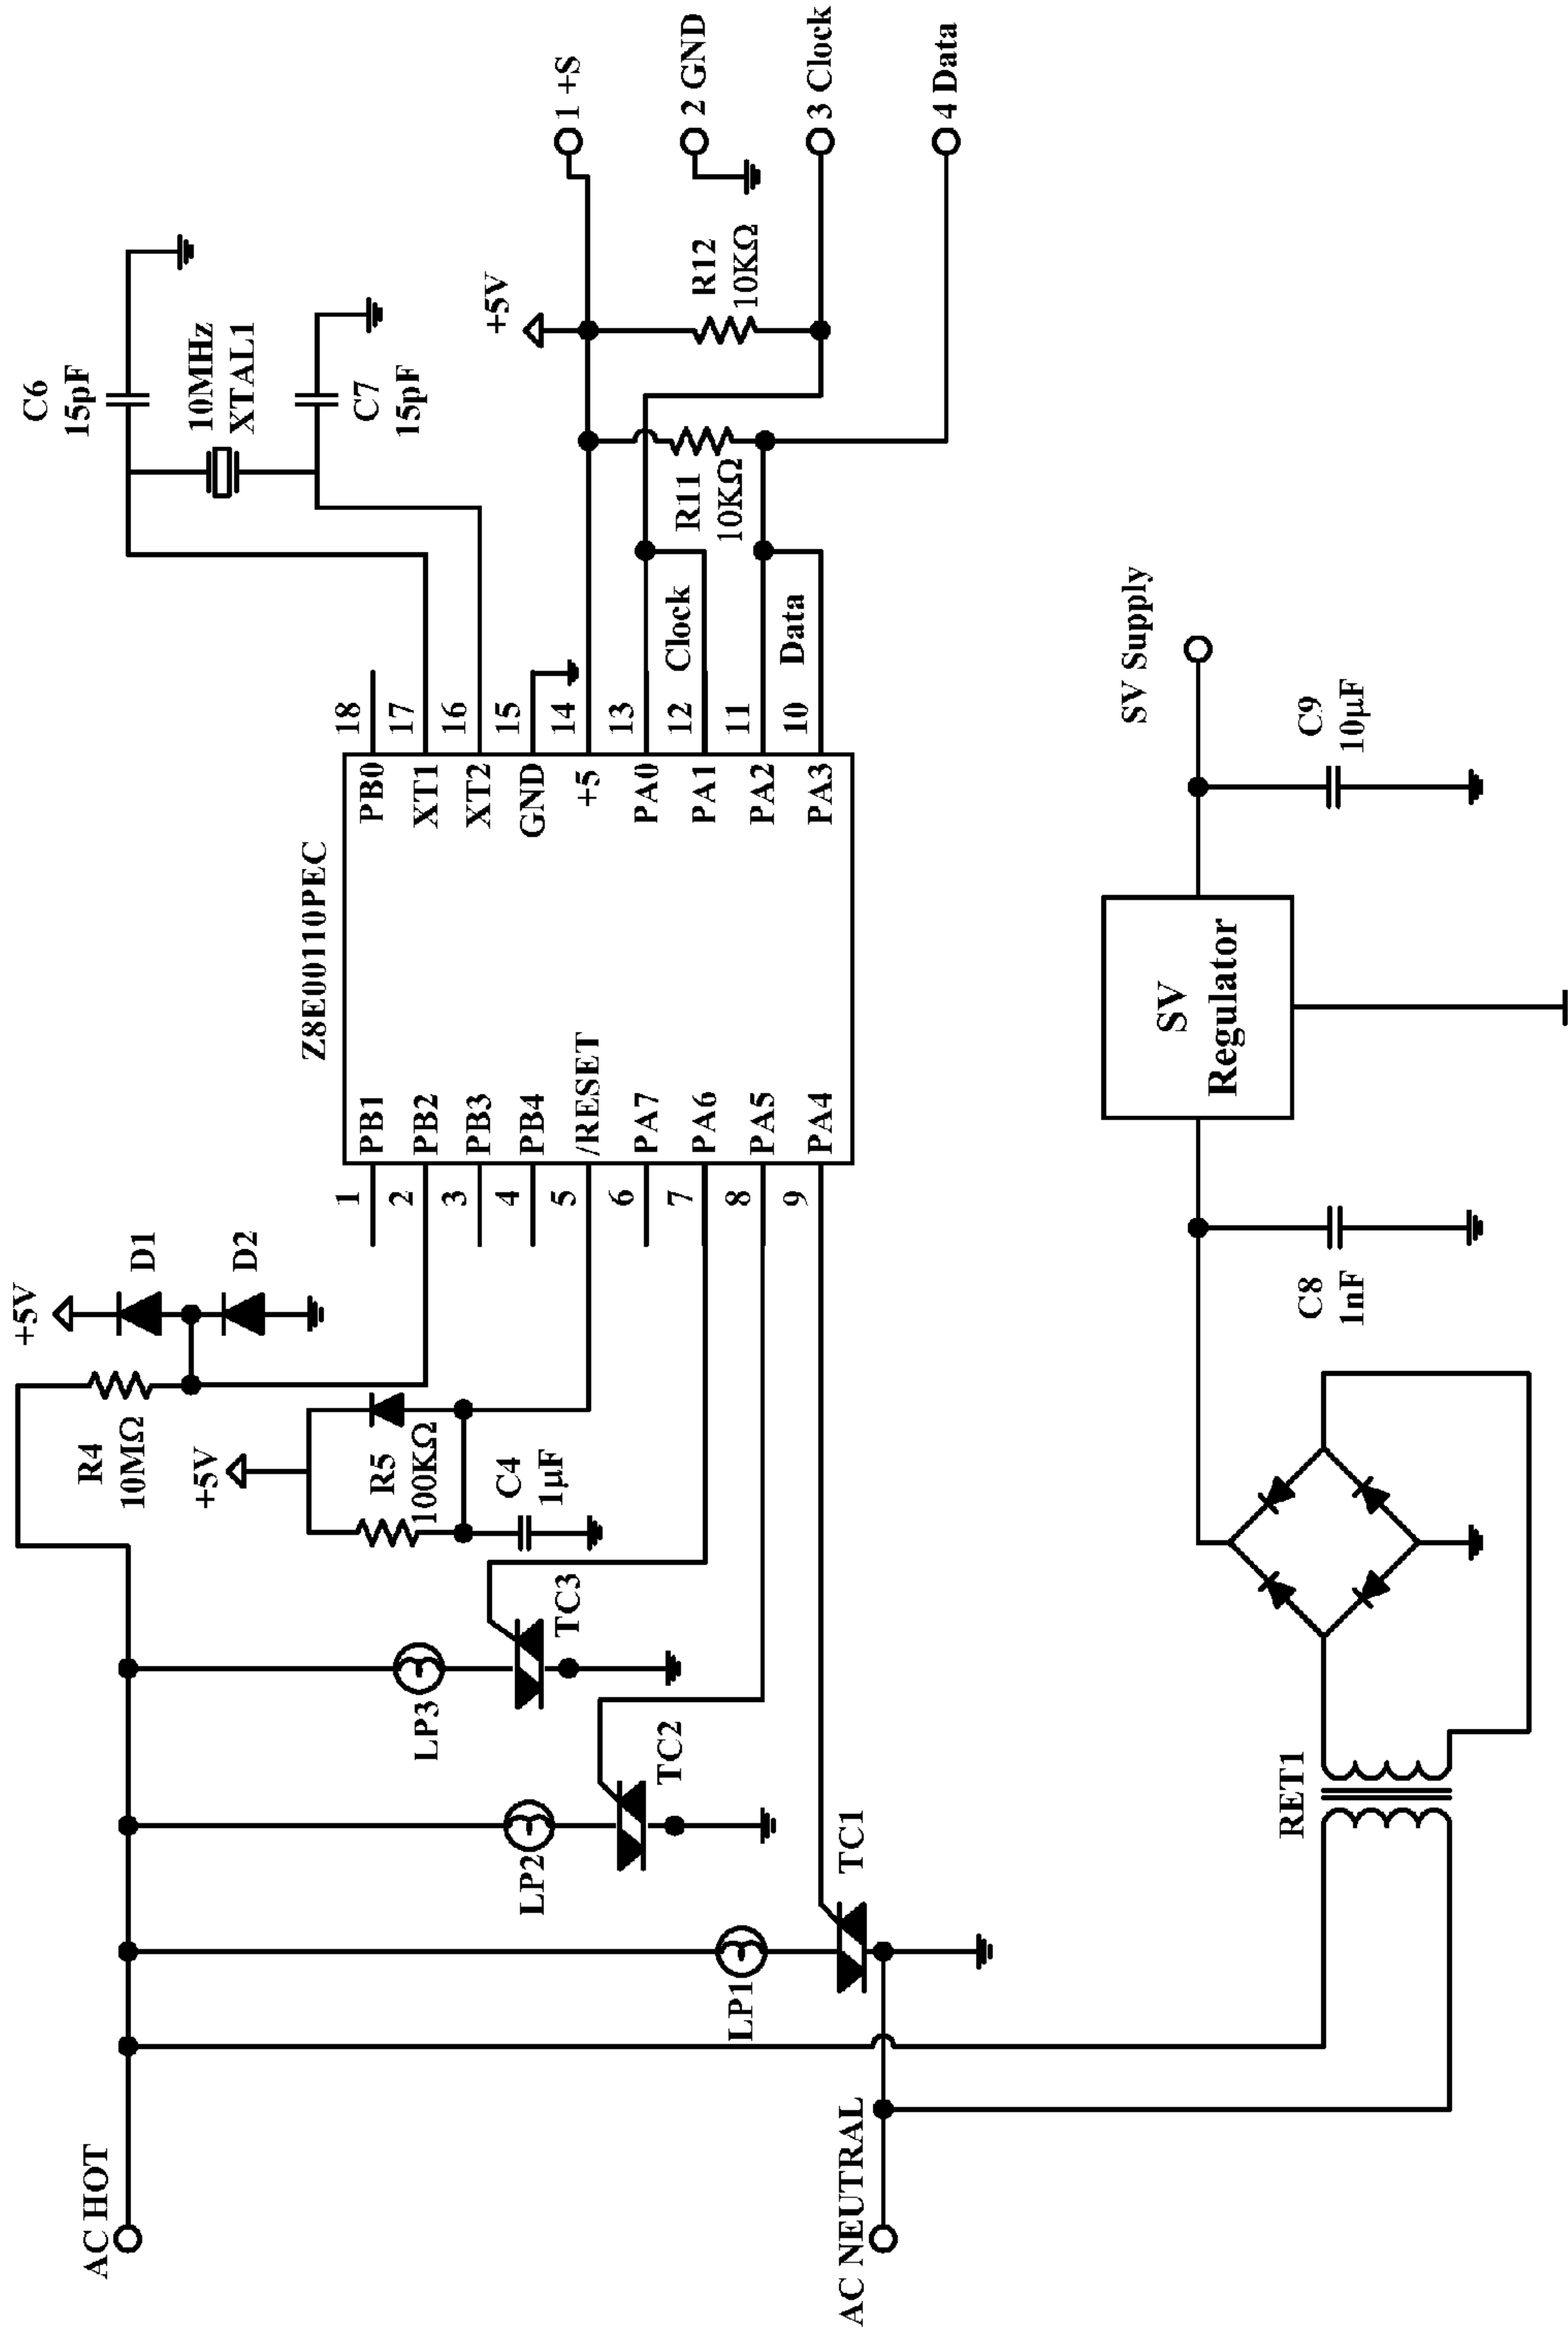 AC HOT
AC NEUTRAL
LP1
TC1
LP2
TC2
LP3
TC3
R4
10MΩ
+5V
D1
D2
+5V
R5
100KΩ
C4
1μF
Z8E00110PEC
1
2
3
4
5
6
7
8
9
PB1
PB2
PB3
PB4
/RESET
PA7
PA6
PA5
PA4
PB0
XT1
XT2
GND
+5
PA0
PA1
PA2
PA3
18
17
16
15
14
13
12
11
10
C6
15pF
10MHz
XTAL1
C7
15pF
+5V
Clock
Data
R11
10KΩ
R12
10KΩ
1 +S
2 GND
3 Clock
4 Data
RET1
C8
1nF
SV
Regulator
C9
10μF
SV Supply